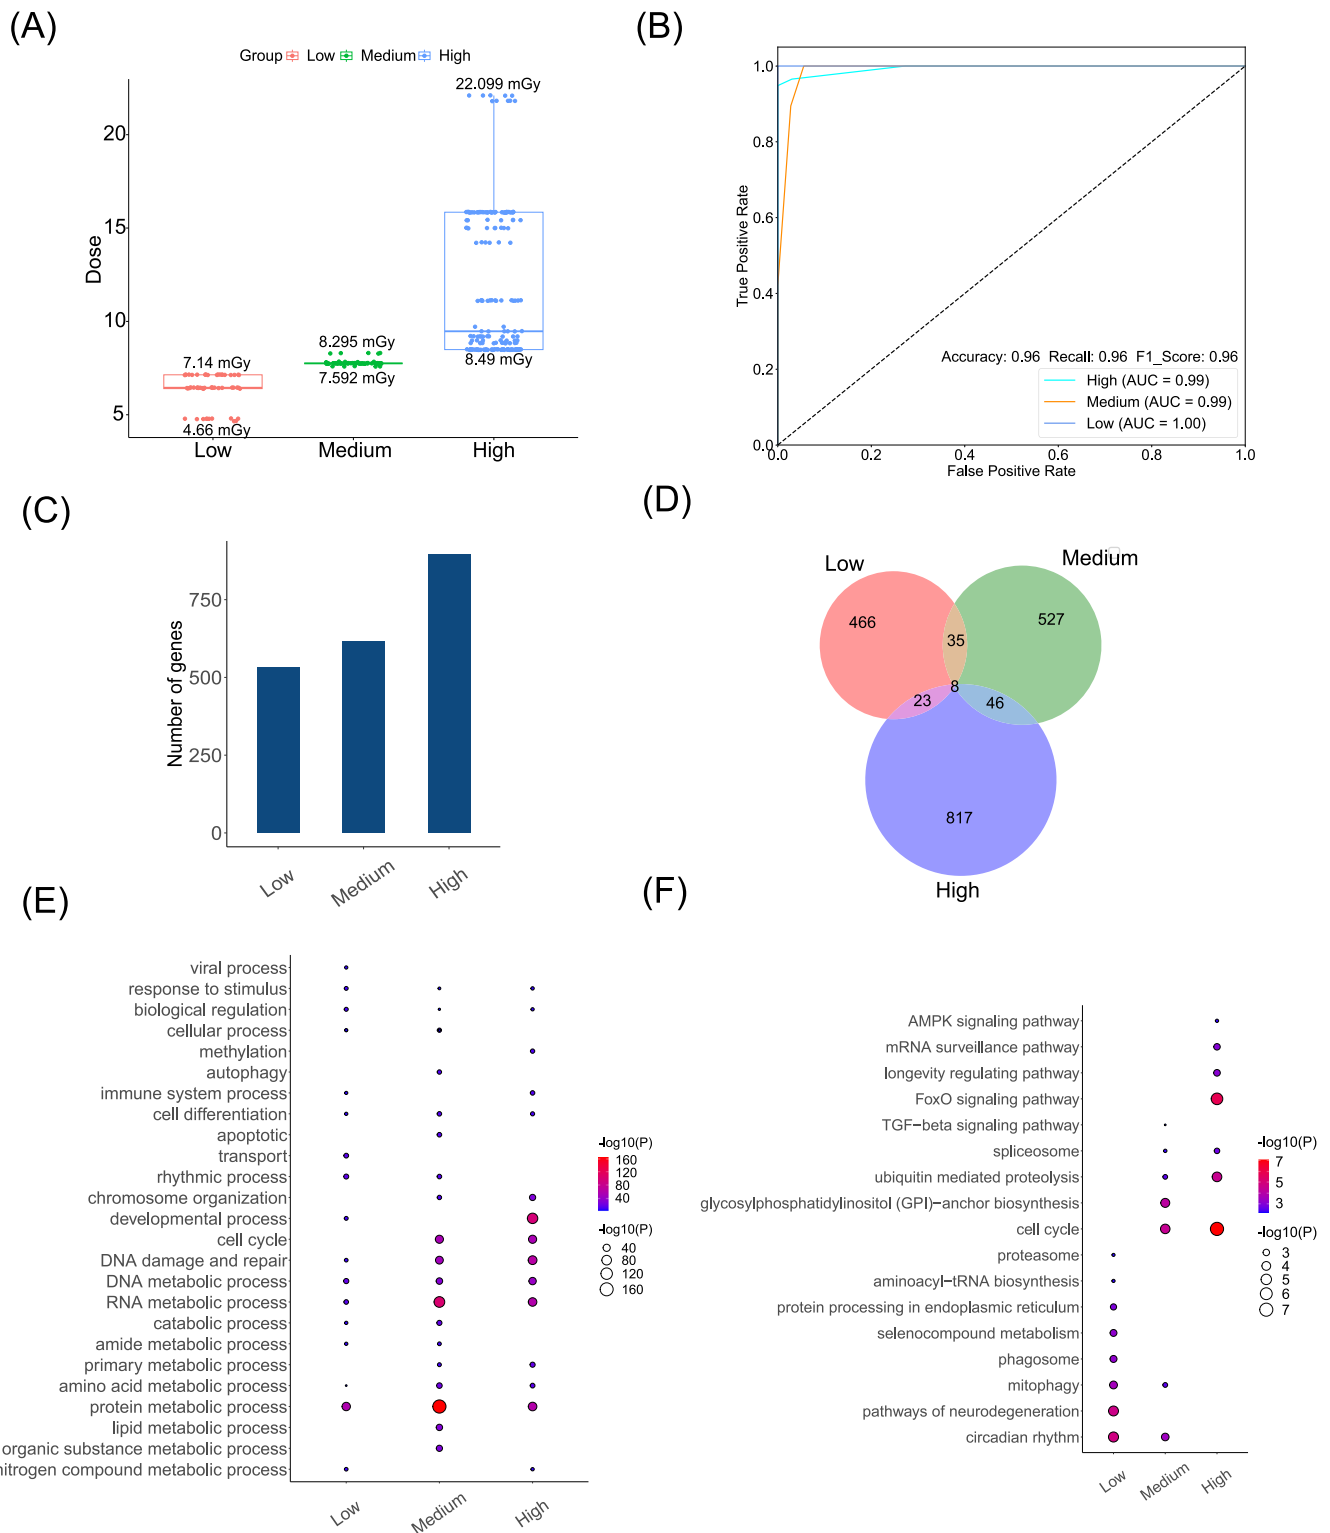 (A)
Group Low Medium High
Dose
20
15
10
5
22.099 mGy
8.295 mGy
7.14 mGy
7.592 mGy
8.49 mGy
4.66 mGy
Low Medium High
(B)
True Positive Rate
1.0
0.8
0.6
0.4
0.2
0.0
Accuracy: 0.96 Recall: 0.96 F1_Score: 0.96
High (AUC = 0.99)
Medium (AUC = 0.99)
Low (AUC = 1.00)
0.0 0.2 0.4 0.6 0.8 1.0
False Positive Rate
(C)
Number of genes
750
500
250
0
Low Medium High
(D)
Low
Medium
466
527
35
8
23
46
817
High
(E)
viral process
response to stimulus
biological regulation
cellular process
methylation
autophagy
immune system process
cell differentiation
apoptotic
transport
rhythmic process
chromosome organization
developmental process
cell cycle
DNA damage and repair
DNA metabolic process
RNA metabolic process
catabolic process
amide metabolic process
primary metabolic process
amino acid metabolic process
protein metabolic process
lipid metabolic process
organic substance metabolic process
nitrogen compound metabolic process
Low Medium High
-log10(P)
160
120
80
40
-log10(P)
40
80
120
160
(F)
AMPK signaling pathway
mRNA surveillance pathway
longevity regulating pathway
FoxO signaling pathway
TGF−beta signaling pathway
spliceosome
ubiquitin mediated proteolysis
glycosylphosphatidylinositol (GPI)−anchor biosynthesis
cell cycle
proteasome
aminoacyl−tRNA biosynthesis
protein processing in endoplasmic reticulum
selenocompound metabolism
phagosome
mitophagy
pathways of neurodegeneration
circadian rhythm
Low Medium High
-log10(P)
7
5
3
-log10(P)
3
4
5
6
7